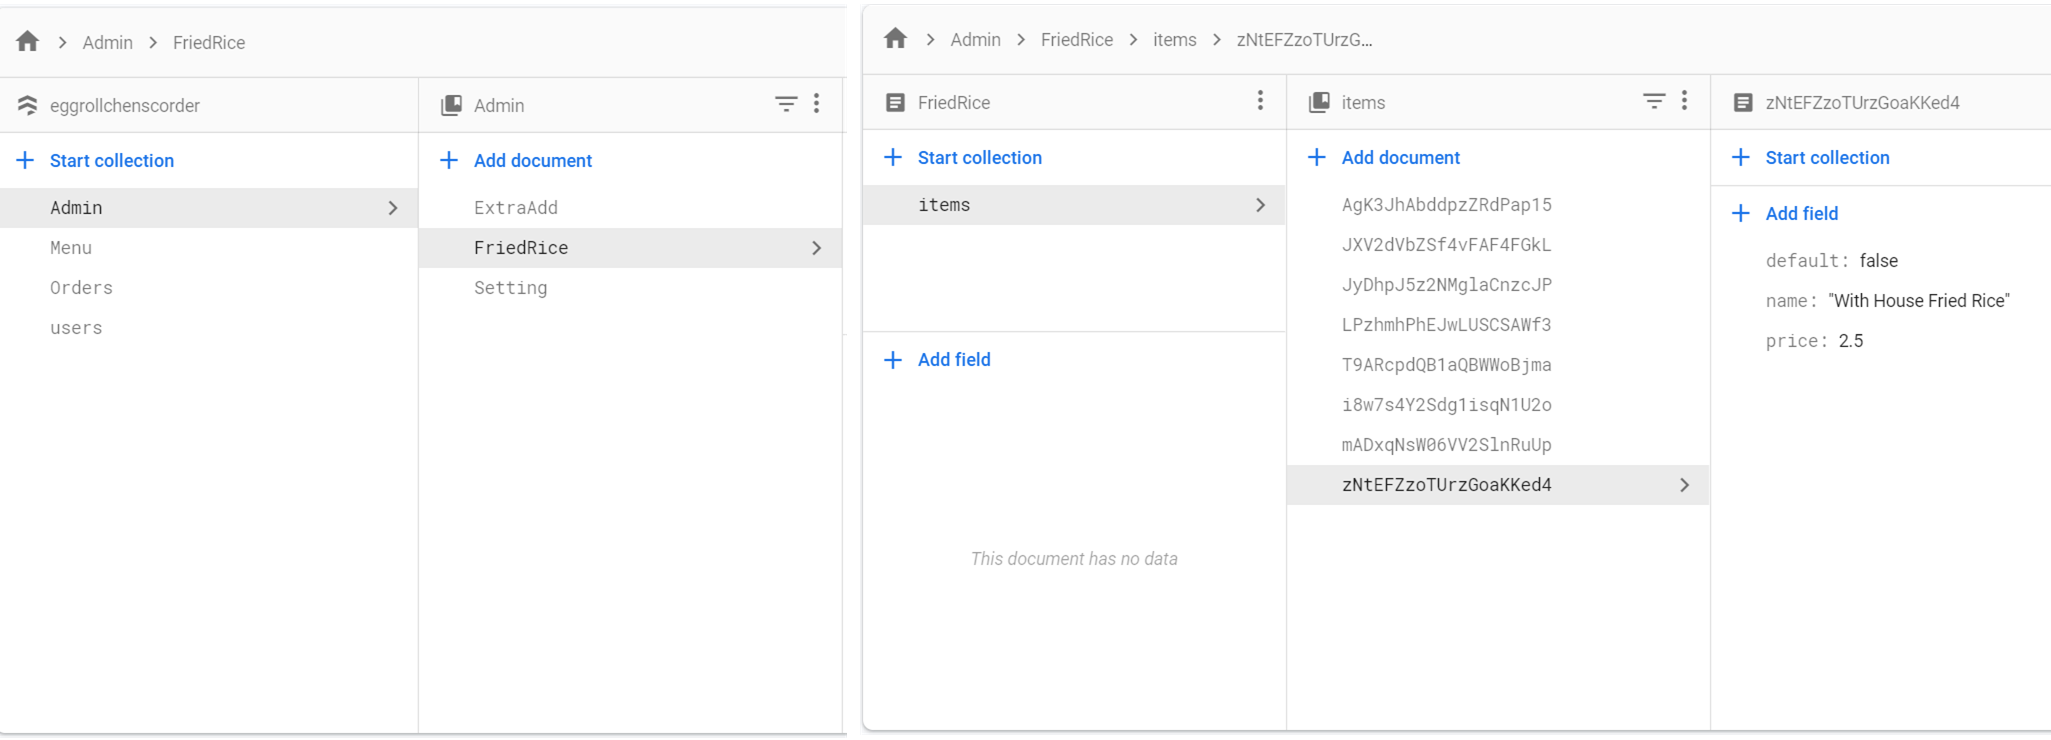 Admin
FriedRice
eggrollchenscorder
Admin
Start collection
Add document
Admin
ExtraAdd
Menu
FriedRice
Orders
Setting
users
Admin
FriedRice
items
zNtEFZzoTUrzG...
FriedRice
items
zNtEFZzoTUrzGoaKKed4
Start collection
Add document
Start collection
items
AgK3JhAbddpzZRdPap15
Add field
JXV2dVbZSf4vFAF4FGkL
default: false
JyDhpJ5z2NMglaCnzcJP
name: "With House Fried Rice"
LPzhmhPhEJwLUSCSAWf3
price: 2.5
Add field
T9ARcpdQB1aQBWWoBjma
i8w7s4Y2Sdg1isqN1U2o
mADxqNsW06VV2SlnRuUp
zNtEFZzoTUrzGoaKKed4
This document has no data